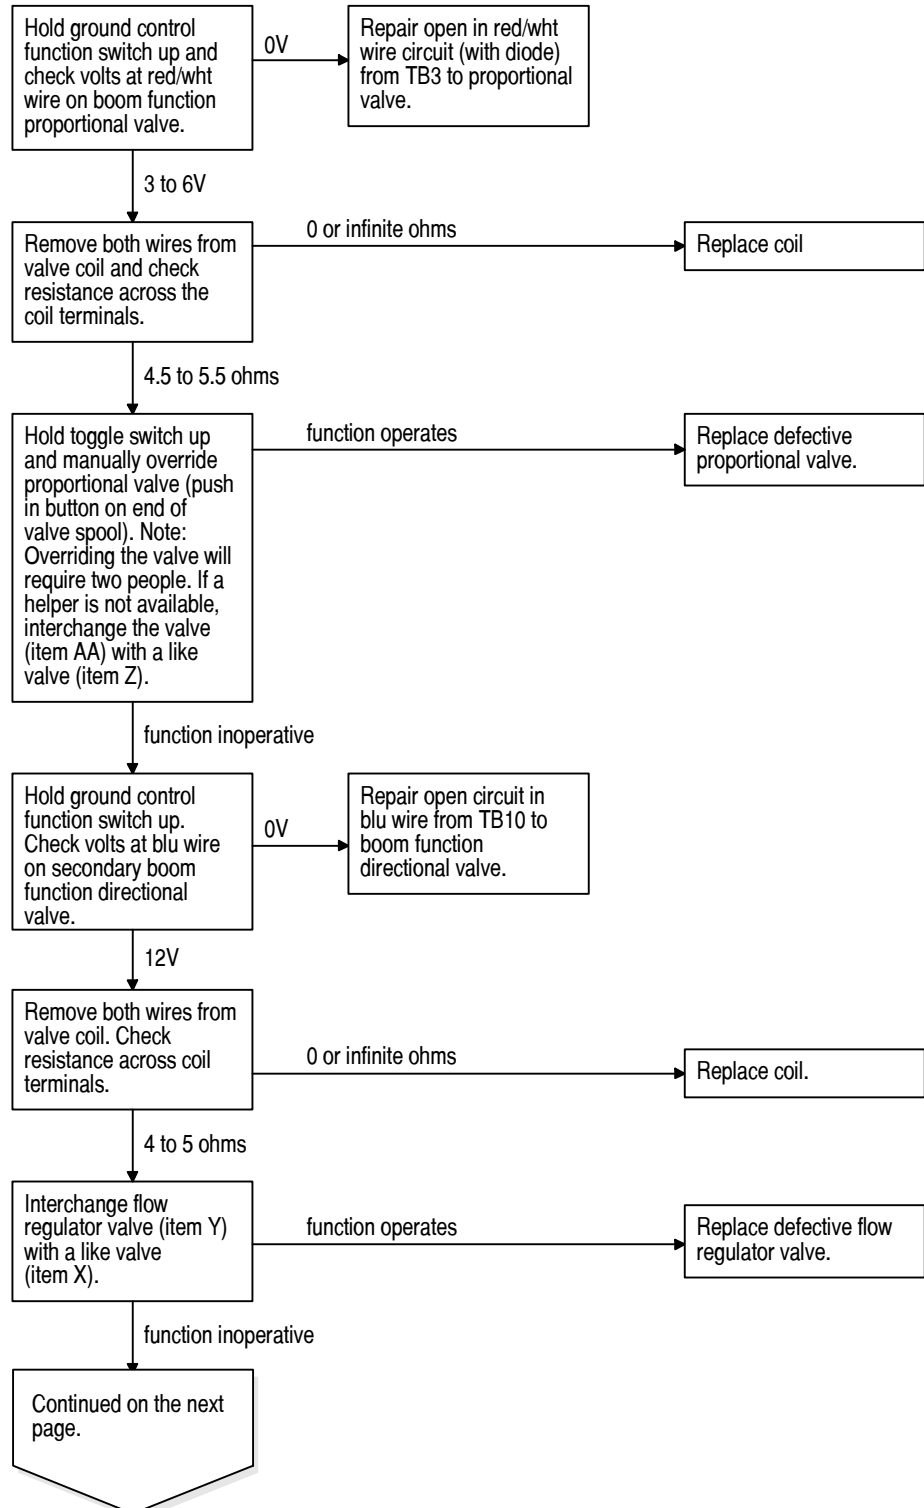 Hold ground control
function switch up and
check volts at red/wht
wire on boom function
proportional valve.
0V
Repair open in red/wht
wire circuit (with diode)
from TB3 to proportional
valve.
3 to 6V
Remove both wires from
valve coil and check
resistance across the
coil terminals.
0 or infinite ohms
Replace coil
4.5 to 5.5 ohms
Hold toggle switch up
and manually override
proportional valve (push
in button on end of
valve spool). Note:
Overriding the valve will
require two people. If a
helper is not available,
interchange the valve
(item AA) with a like
valve (item Z).
function operates
Replace defective
proportional valve.
function inoperative
Hold ground control
function switch up.
Check volts at blu wire
on secondary boom
function directional
valve.
0V
Repair open circuit in
blu wire from TB10 to
boom function
directional valve.
12V
Remove both wires from
valve coil. Check
resistance across coil
terminals.
0 or infinite ohms
Replace coil.
4 to 5 ohms
Interchange flow
regulator valve (item Y)
with a like valve
(item X).
function operates
Replace defective flow
regulator valve.
function inoperative
Continued on the next
page.